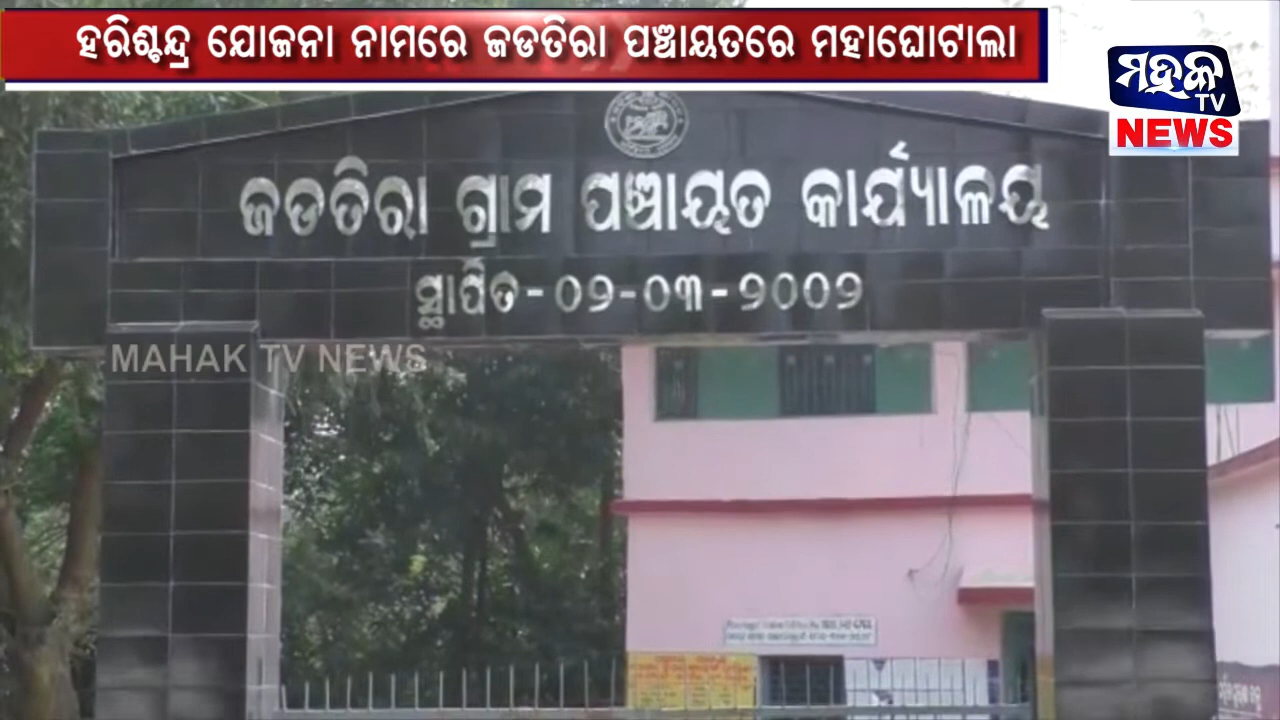 ହରିଶ୍ଚନ୍ଦ୍ର ଯୋଜନା ନାମରେ ଜଡତିରା ପଞ୍ଚାୟତରେ ମହାଘୋଟାଲା
ମହକ
TV
NEWS
ଜଡତିରା ଗ୍ରାମ ପଞ୍ଚାୟତ କାର୍ଯ୍ୟାଳୟ
ସ୍ଥାପିତ-୦୨-୦୩-୨୦୦୨
MAHAK TV NEWS